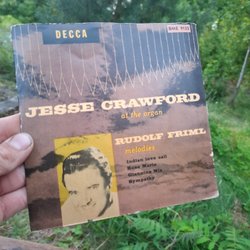 DECCA
JESSE CRAWFORD
at the organ
RUDOLF FRIML
melodies
Indian love call
Rose Marie
Giannina Mia
Sympathy